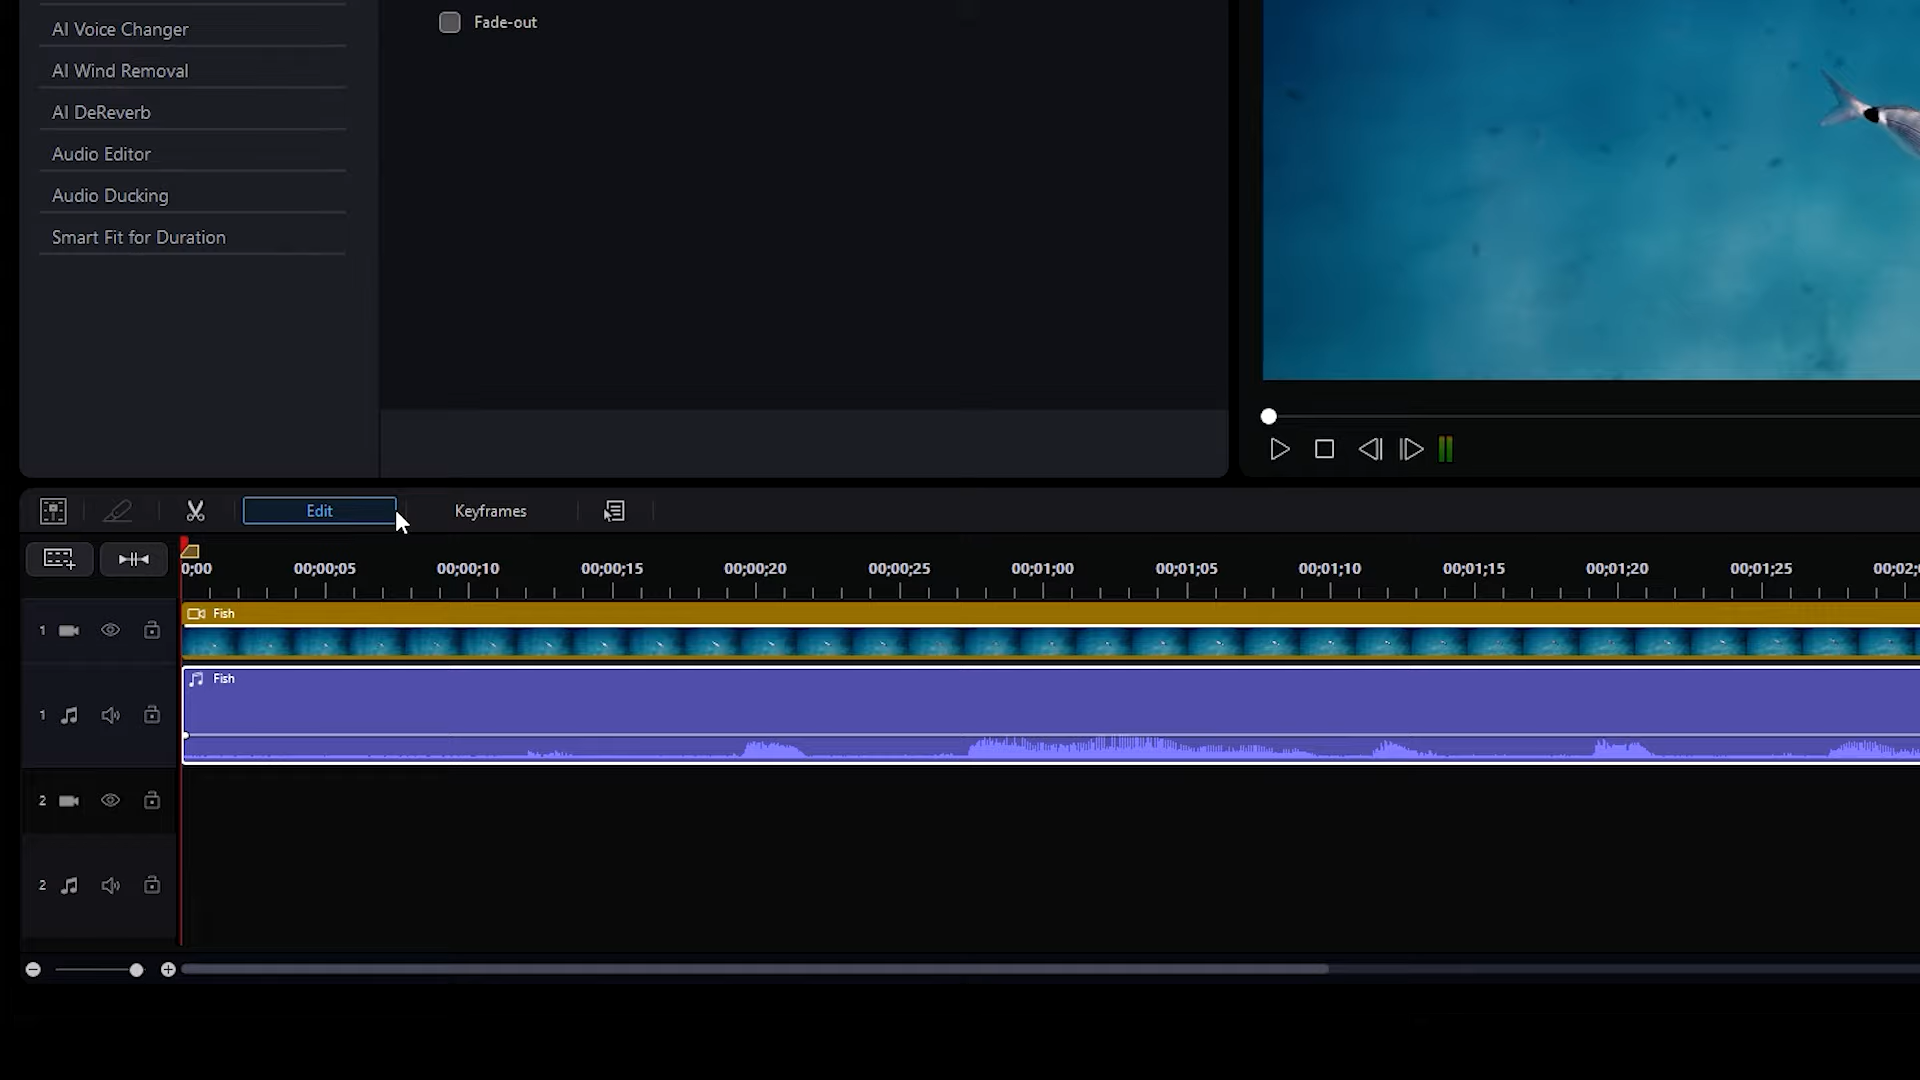 AI Voice Changer
AI Wind Removal
AI DeReverb
Audio Editor
Audio Ducking
Smart Fit for Duration
Fade-out
Edit
Keyframes
0;00 00;00;05 00;00;10 00;00;15 00;00;20 00;00;25 00;01;00 00;01;05 00;01;10 00;01;15 00;01;20 00;01;25 00;02;
1
Fish
1
Fish
2
2